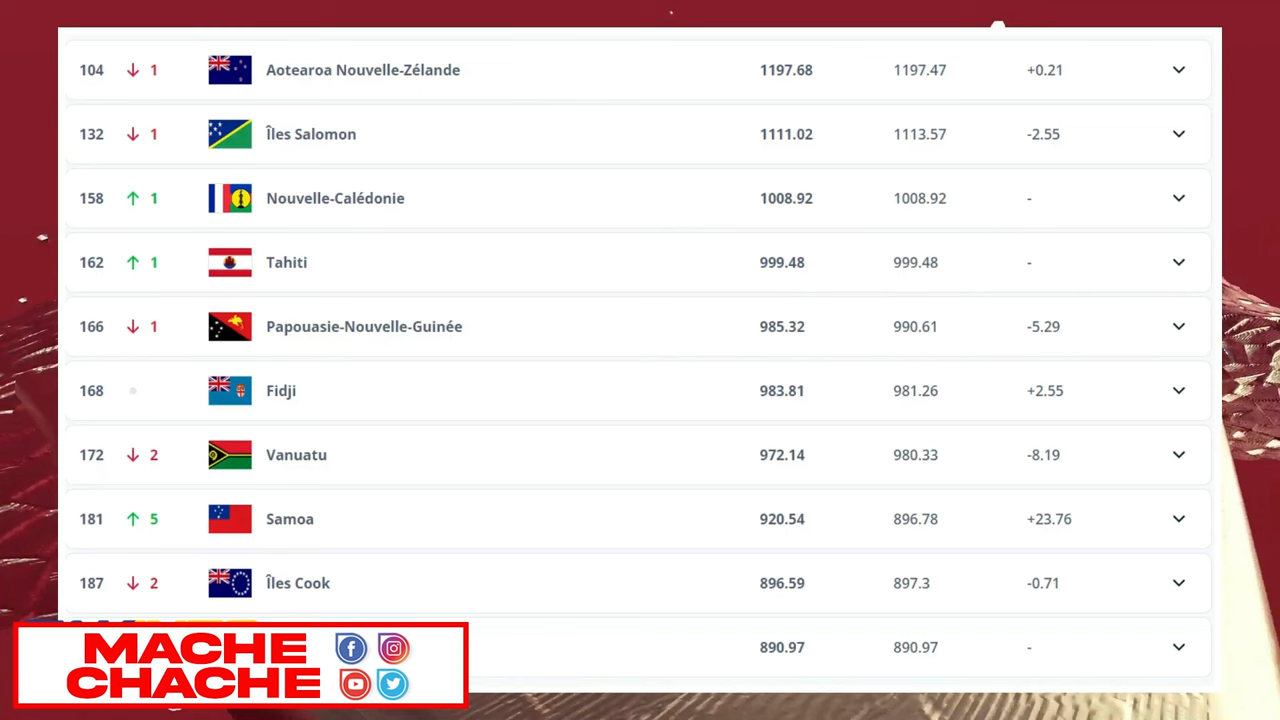 104 1 Aotearoa Nouvelle-Zélande 1197.68 1197.47 +0.21
132 1 Îles Salomon 1111.02 1113.57 -2.55
158 1 Nouvelle-Calédonie 1008.92 1008.92 -
162 1 Tahiti 999.48 999.48 -
166 1 Papouasie-Nouvelle-Guinée 985.32 990.61 -5.29
168 Fidji 983.81 981.26 +2.55
172 2 Vanuatu 972.14 980.33 -8.19
181 5 Samoa 920.54 896.78 +23.76
187 2 Îles Cook 896.59 897.3 -0.71
890.97 890.97 -
MACHE
CHACHE